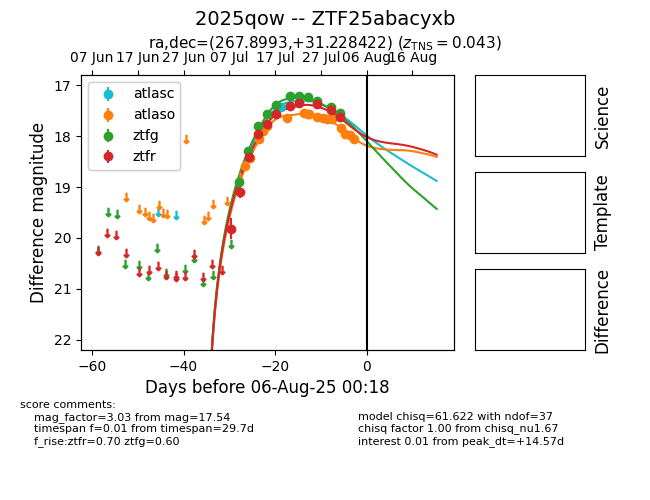 2025qow -- ZTF25abacyxb
ra,dec=(267.8993,+31.228422) (z_TNS = 0.043)
07 Jun 17 Jun 27 Jun 07 Jul 17 Jul 27 Jul 06 Aug 16 Aug
atlasc
atlaso
ztfg
ztfr
17
18
19
20
21
22
Difference magnitude
−60 −40 −20 0
Days before 06-Aug-25 00:18
Science
Template
Difference
score comments:
mag_factor=3.03 from mag=17.54
timespan f=0.01 from timespan=29.7d
f_rise:ztfr=0.70 ztfg=0.60
model chisq=61.622 with ndof=37
chisq factor 1.00 from chisq_nu1.67
interest 0.01 from peak_dt=+14.57d